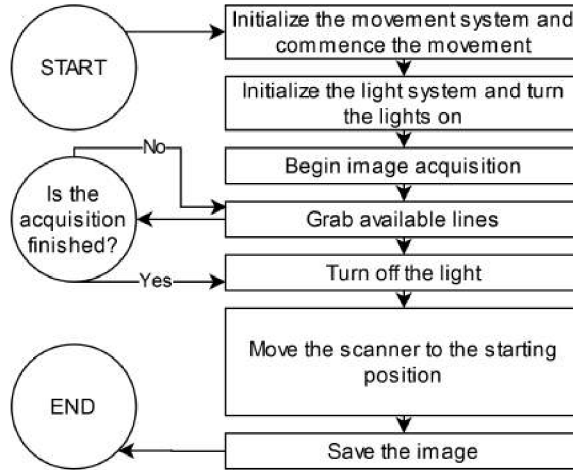 START
Initialize the movement system and
commence the movement
Initialize the light system and turn
the lights on
Begin image acquisition
No
Is the
acquisition
finished?
Grab available lines
Yes
Turn off the light
Move the scanner to the starting
position
END
Save the image